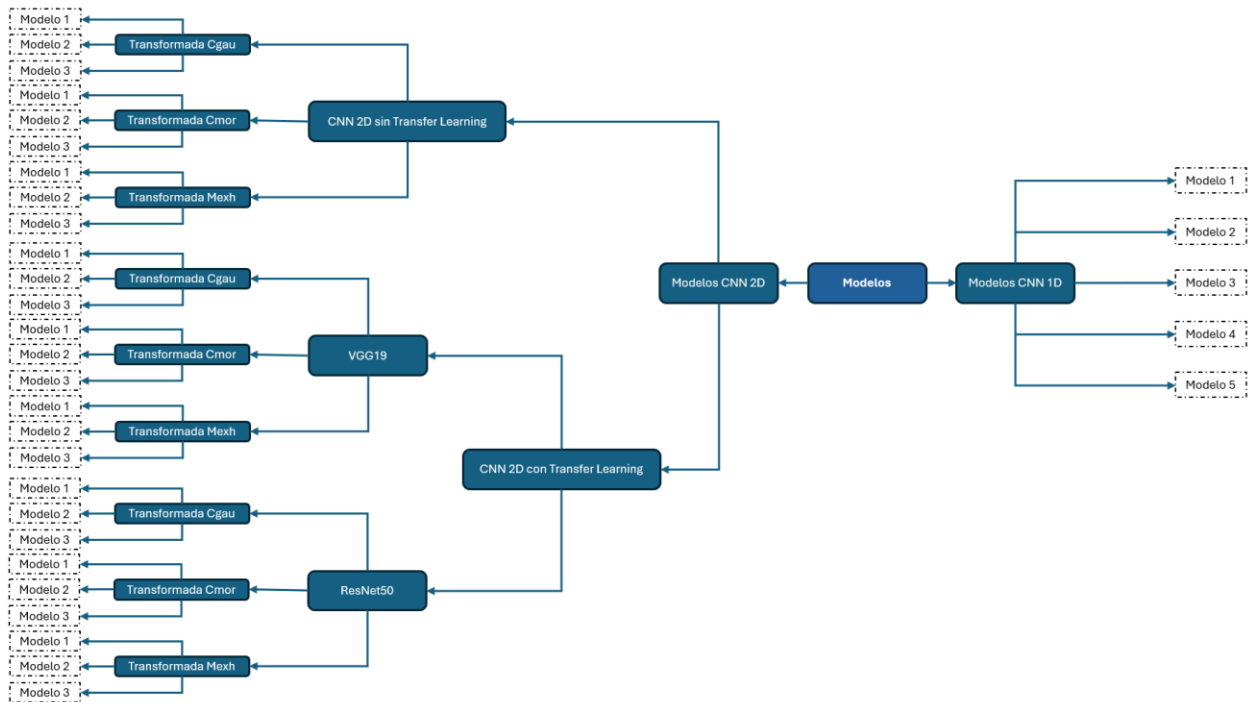 Modelo 1
Modelo 2
Transformada Cgau
Modelo 3
Modelo 1
Modelo 2
Transformada Cmor
Modelo 3
Modelo 1
Modelo 2
Transformada Mexh
Modelo 3
CNN 2D sin Transfer Learning
Modelo 1
Modelo 2
Transformada Cgau
Modelo 3
Modelo 1
Modelo 2
Transformada Cmor
Modelo 3
Modelo 1
Modelo 2
Transformada Mexh
Modelo 3
VGG19
Modelo 1
Modelo 2
Transformada Cgau
Modelo 3
Modelo 1
Modelo 2
Transformada Cmor
Modelo 3
Modelo 1
Modelo 2
Transformada Mexh
Modelo 3
ResNet50
CNN 2D con Transfer Learning
Modelos CNN 2D
Modelos
Modelos CNN 1D
Modelo 1
Modelo 2
Modelo 3
Modelo 4
Modelo 5